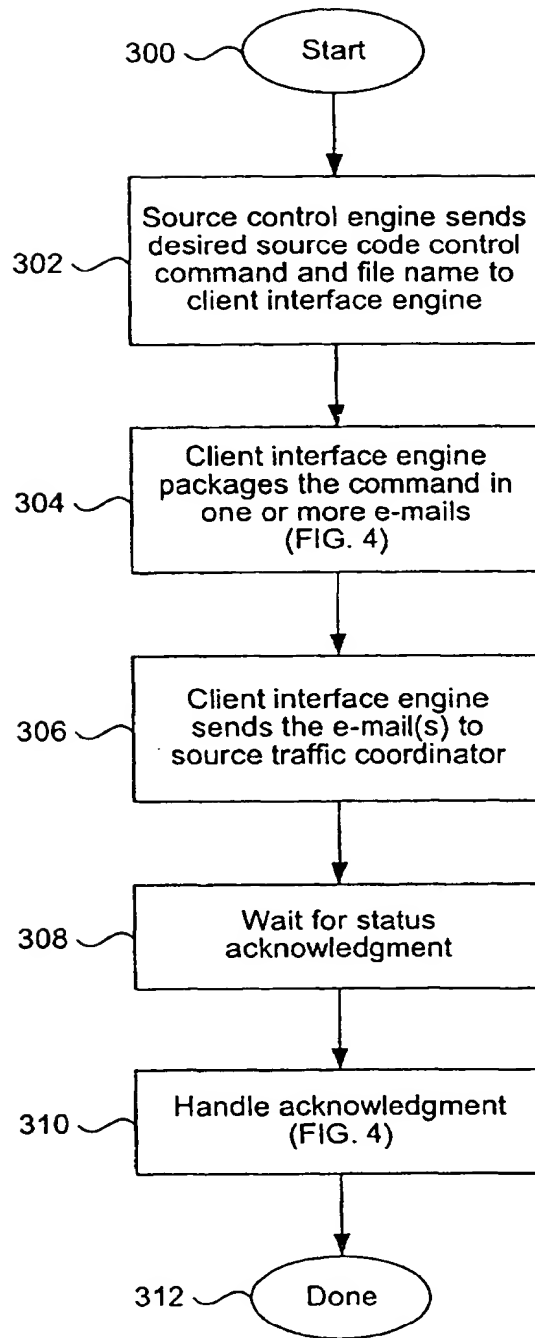 300
Start
302
Source control engine sends
desired source code control
command and file name to
client interface engine
304
Client interface engine
packages the command in
one or more e-mails
(FIG. 4)
306
Client interface engine
sends the e-mail(s) to
source traffic coordinator
308
Wait for status
acknowledgment
310
Handle acknowledgment
(FIG. 4)
312
Done